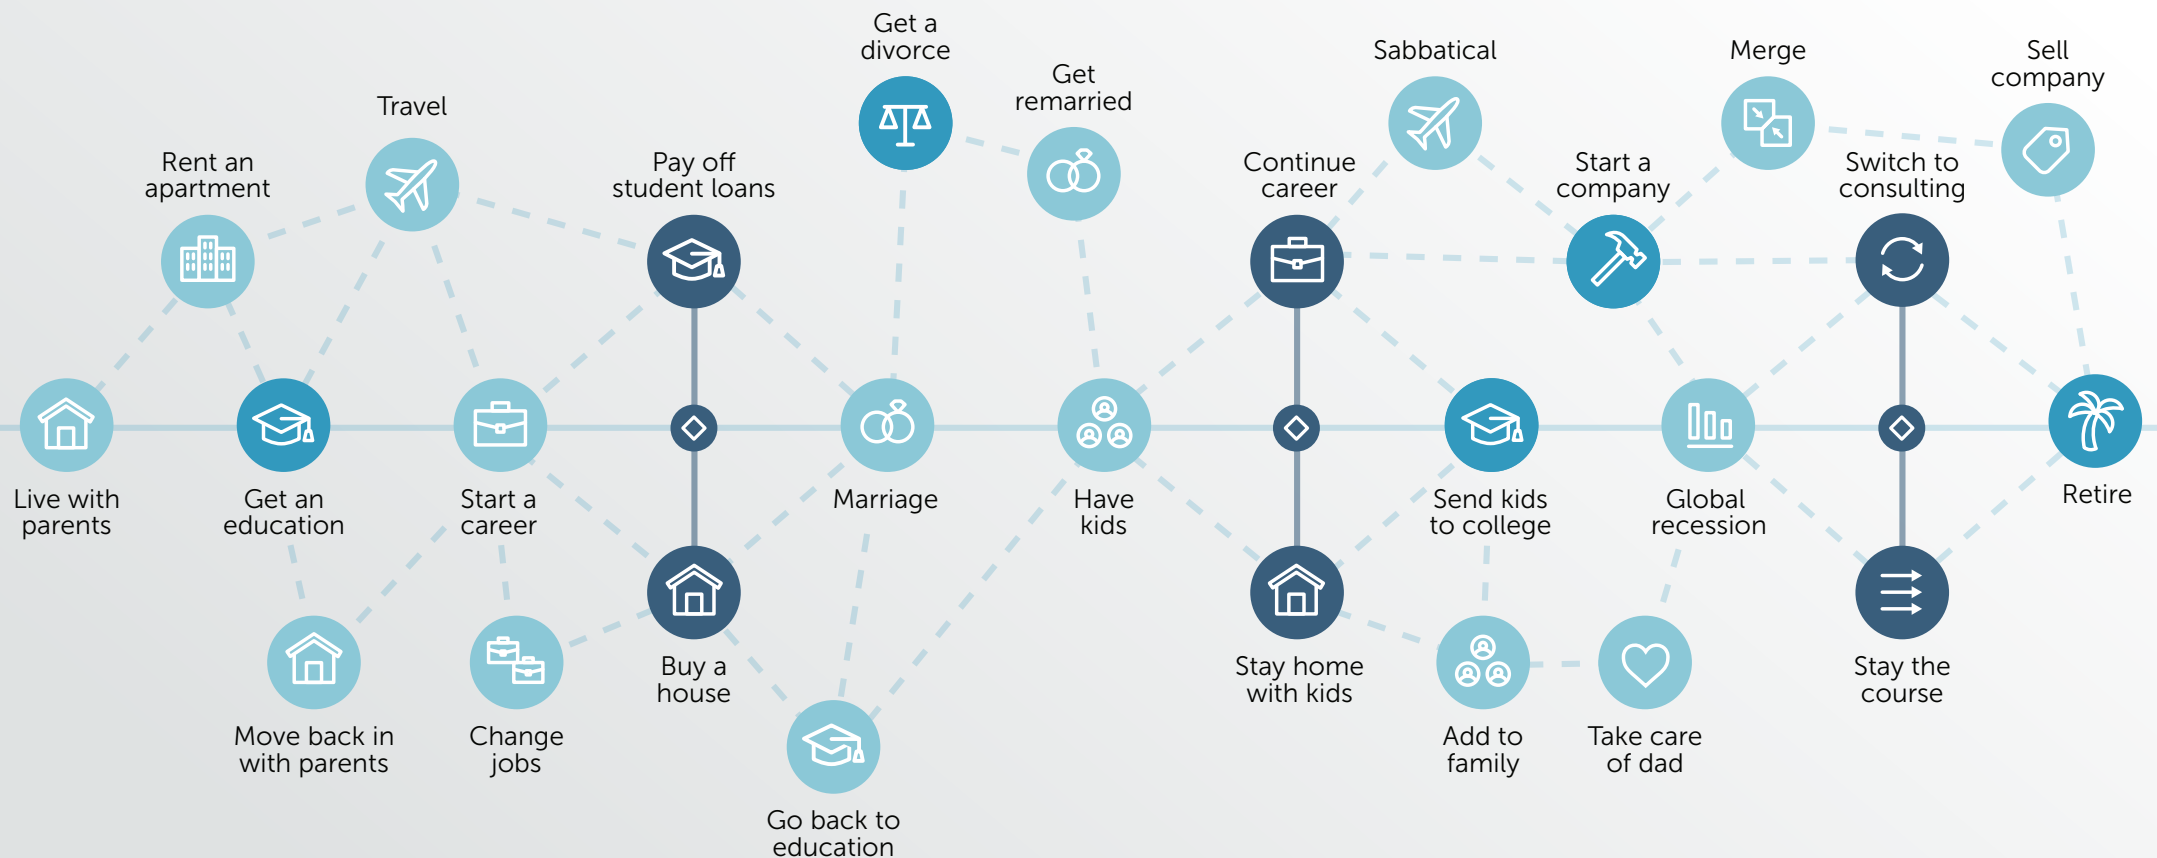 Get a
divorce
Get
remarried
Sabbatical
Merge
Sell
company
Travel
Rent an
apartment
Pay off
student loans
Continue
career
Start a
company
Switch to
consulting
Live with
parents
Get an
education
Start a
career
Marriage
Have
kids
Send kids
to college
Global
recession
Retire
Move back in
with parents
Change
jobs
Buy a
house
Go back to
education
Stay home
with kids
Add to
family
Take care
of dad
Stay the
course